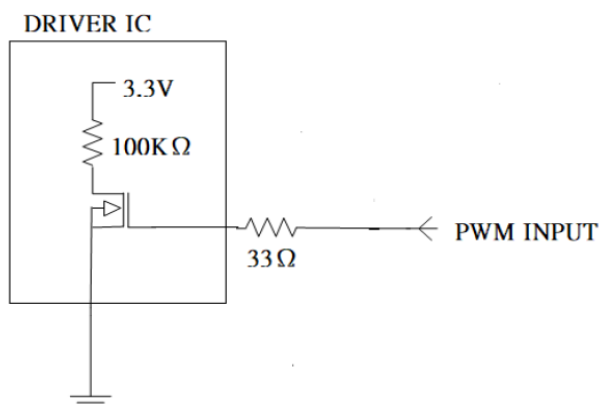 DRIVER IC
3.3V
100KΩ
PWM INPUT
33Ω